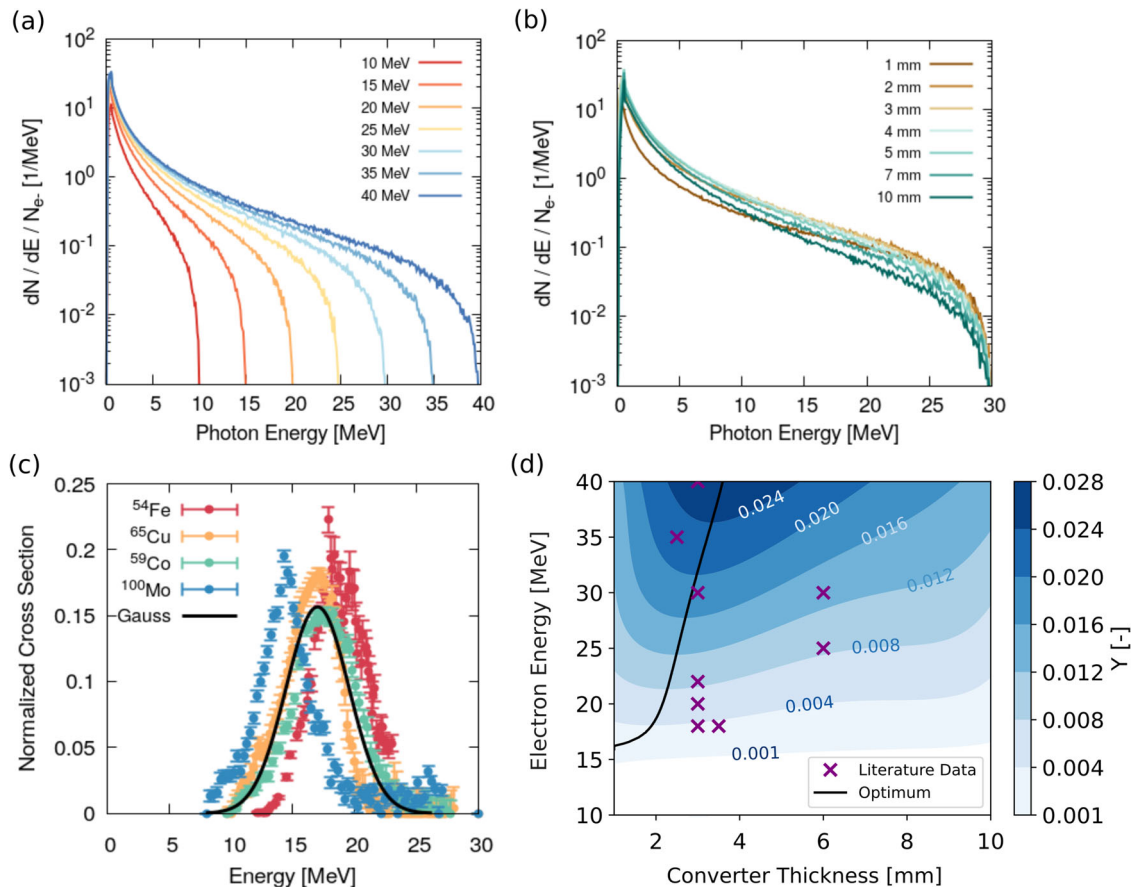 (a)
dN / dE / Ne- [1/MeV]
10²
10¹
10⁰
10⁻¹
10⁻²
10⁻³
10 MeV
15 MeV
20 MeV
25 MeV
30 MeV
35 MeV
40 MeV
0 5 10 15 20 25 30 35 40
Photon Energy [MeV]
(b)
dN / dE / Ne- [1/MeV]
10²
10¹
10⁰
10⁻¹
10⁻²
10⁻³
1 mm
2 mm
3 mm
4 mm
5 mm
7 mm
10 mm
0 5 10 15 20 25 30
Photon Energy [MeV]
(c)
Normalized Cross Section
0.25
0.2
0.15
0.1
0.05
0
⁵⁴Fe
⁶⁵Cu
⁵⁹Co
¹⁰⁰Mo
Gauss
0 5 10 15 20 25 30
Energy [MeV]
(d)
Electron Energy [MeV]
40
35
30
25
20
15
10
0.024
0.020
0.016
0.012
0.008
0.004
0.001
Literature Data
Optimum
2 4 6 8 10
Converter Thickness [mm]
0.028
0.024
0.020
0.016
0.012
0.008
0.004
0.001
Y [-]